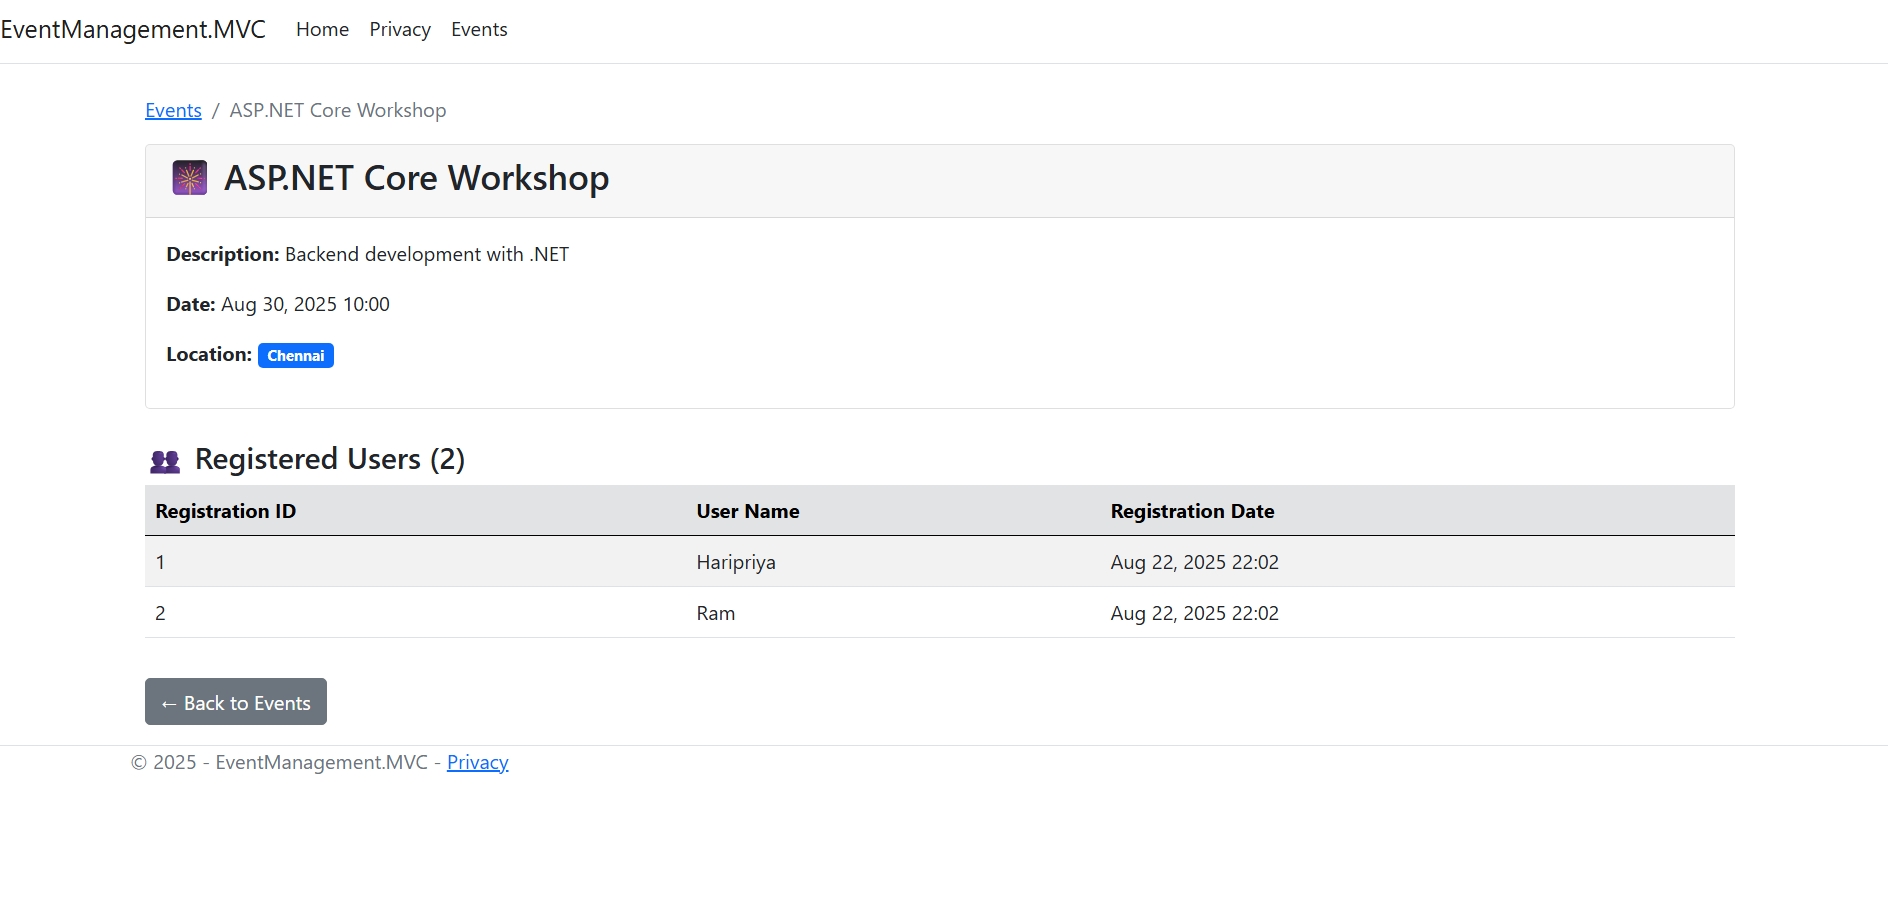 EventManagement.MVC Home Privacy Events
Events / ASP.NET Core Workshop
ASP.NET Core Workshop
Description: Backend development with .NET
Date: Aug 30, 2025 10:00
Location: Chennai
Registered Users (2)
Registration ID User Name Registration Date
1 Haripriya Aug 22, 2025 22:02
2 Ram Aug 22, 2025 22:02
← Back to Events
© 2025 - EventManagement.MVC - Privacy